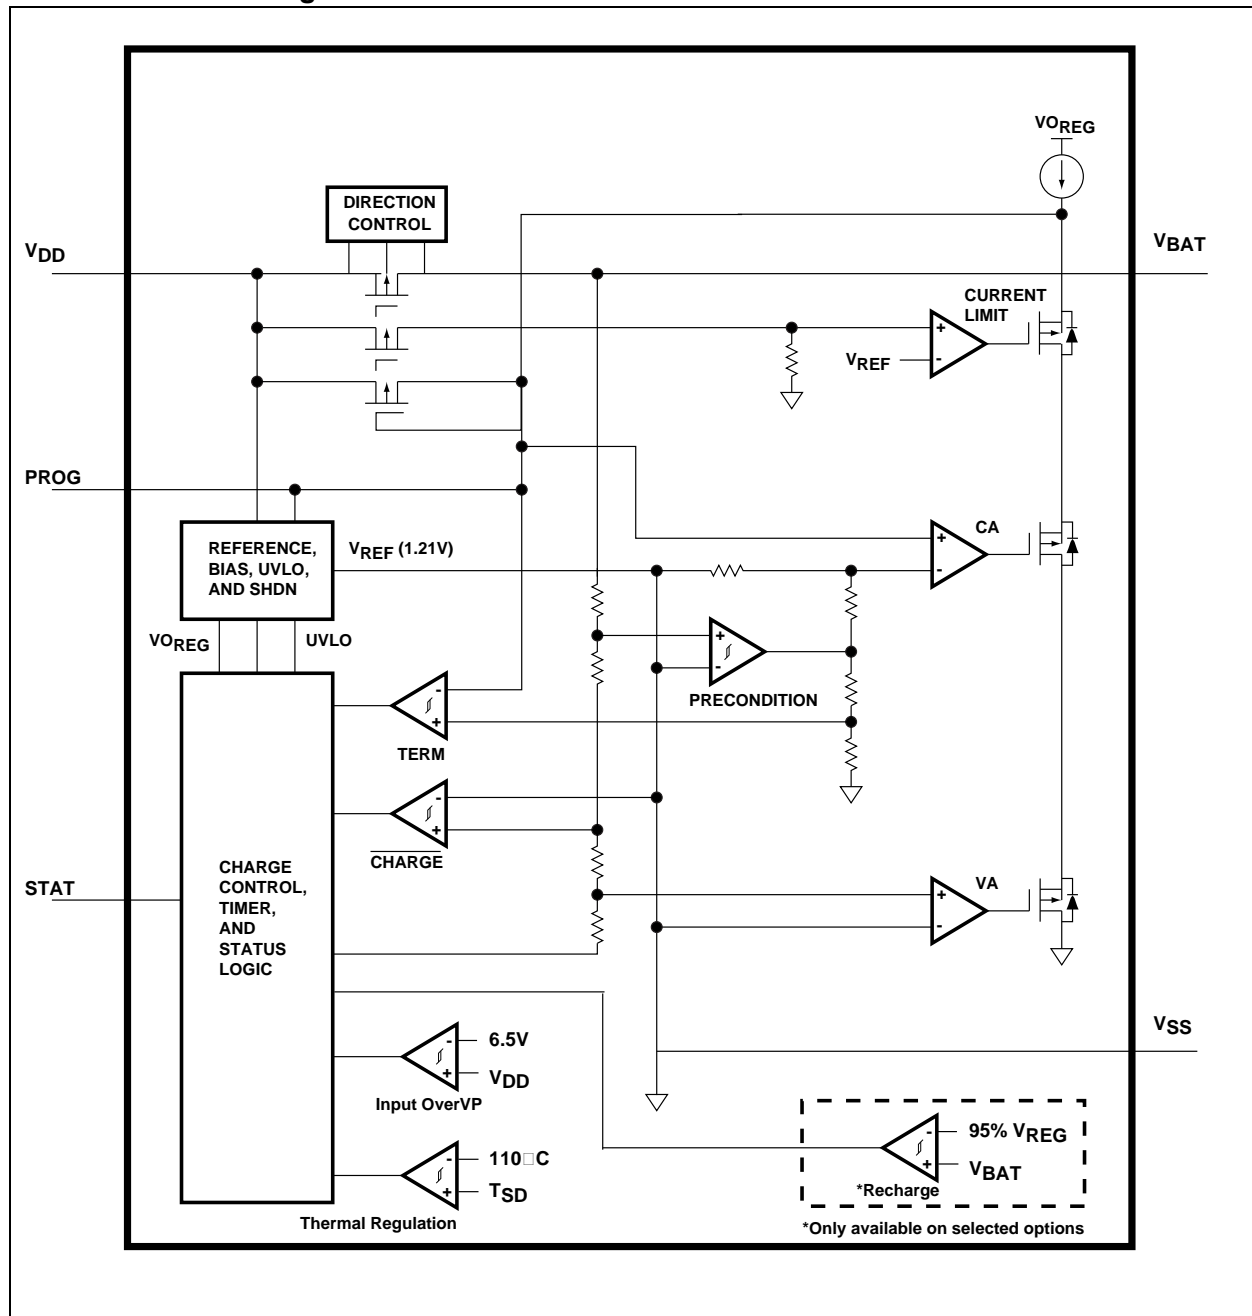 VOREG
DIRECTION
CONTROL
VDD
VBAT
CURRENT
LIMIT
+
-
VREF
PROG
REFERENCE,
BIAS, UVLO,
AND SHDN
VREF (1.21V)
CA
+
-
VOREG
UVLO
+
-
PRECONDITION
-
+
TERM
-
+
CHARGE
CHARGE
CONTROL,
TIMER,
AND
STATUS
LOGIC
STAT
VA
+
-
VSS
-
6.5V
+
VDD
Input OverVP
-
110□C
+
TSD
Thermal Regulation
-
95% VREG
+
VBAT
*Recharge
*Only available on selected options